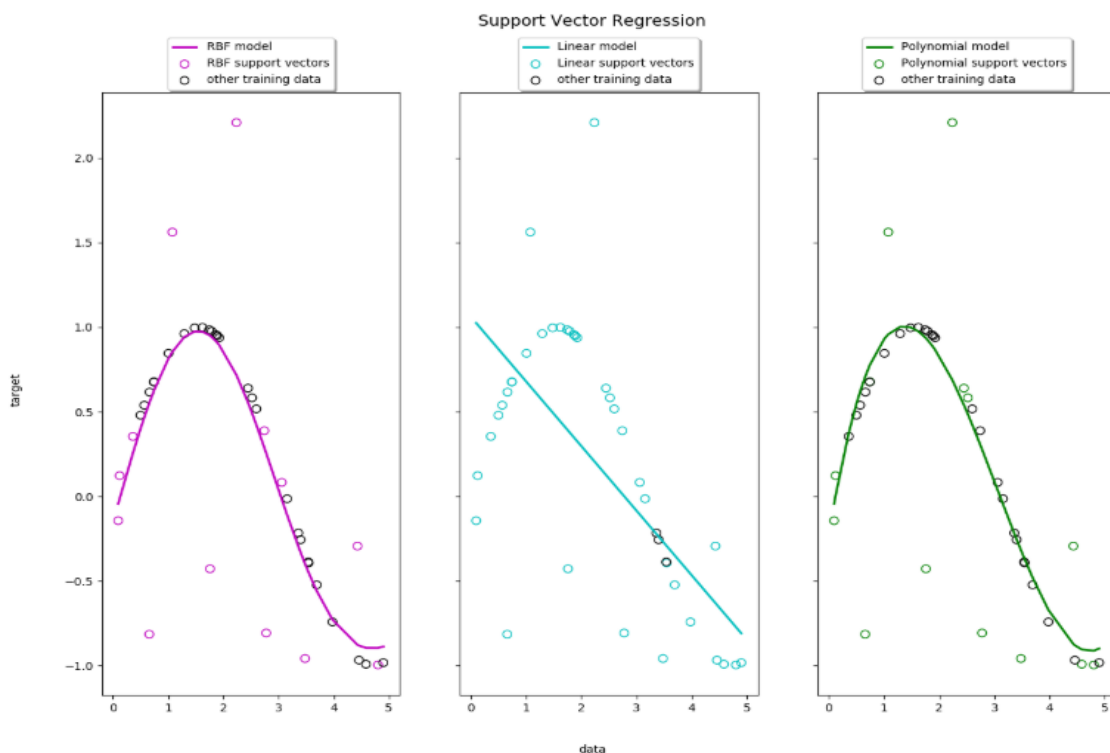 Support Vector Regression
RBF model
RBF support vectors
other training data
Linear model
Linear support vectors
other training data
Polynomial model
Polynomial support vectors
other training data
target
2.0
1.5
1.0
0.5
0.0
−0.5
−1.0
0 1 2 3 4 5
0 1 2 3 4 5
0 1 2 3 4 5
data